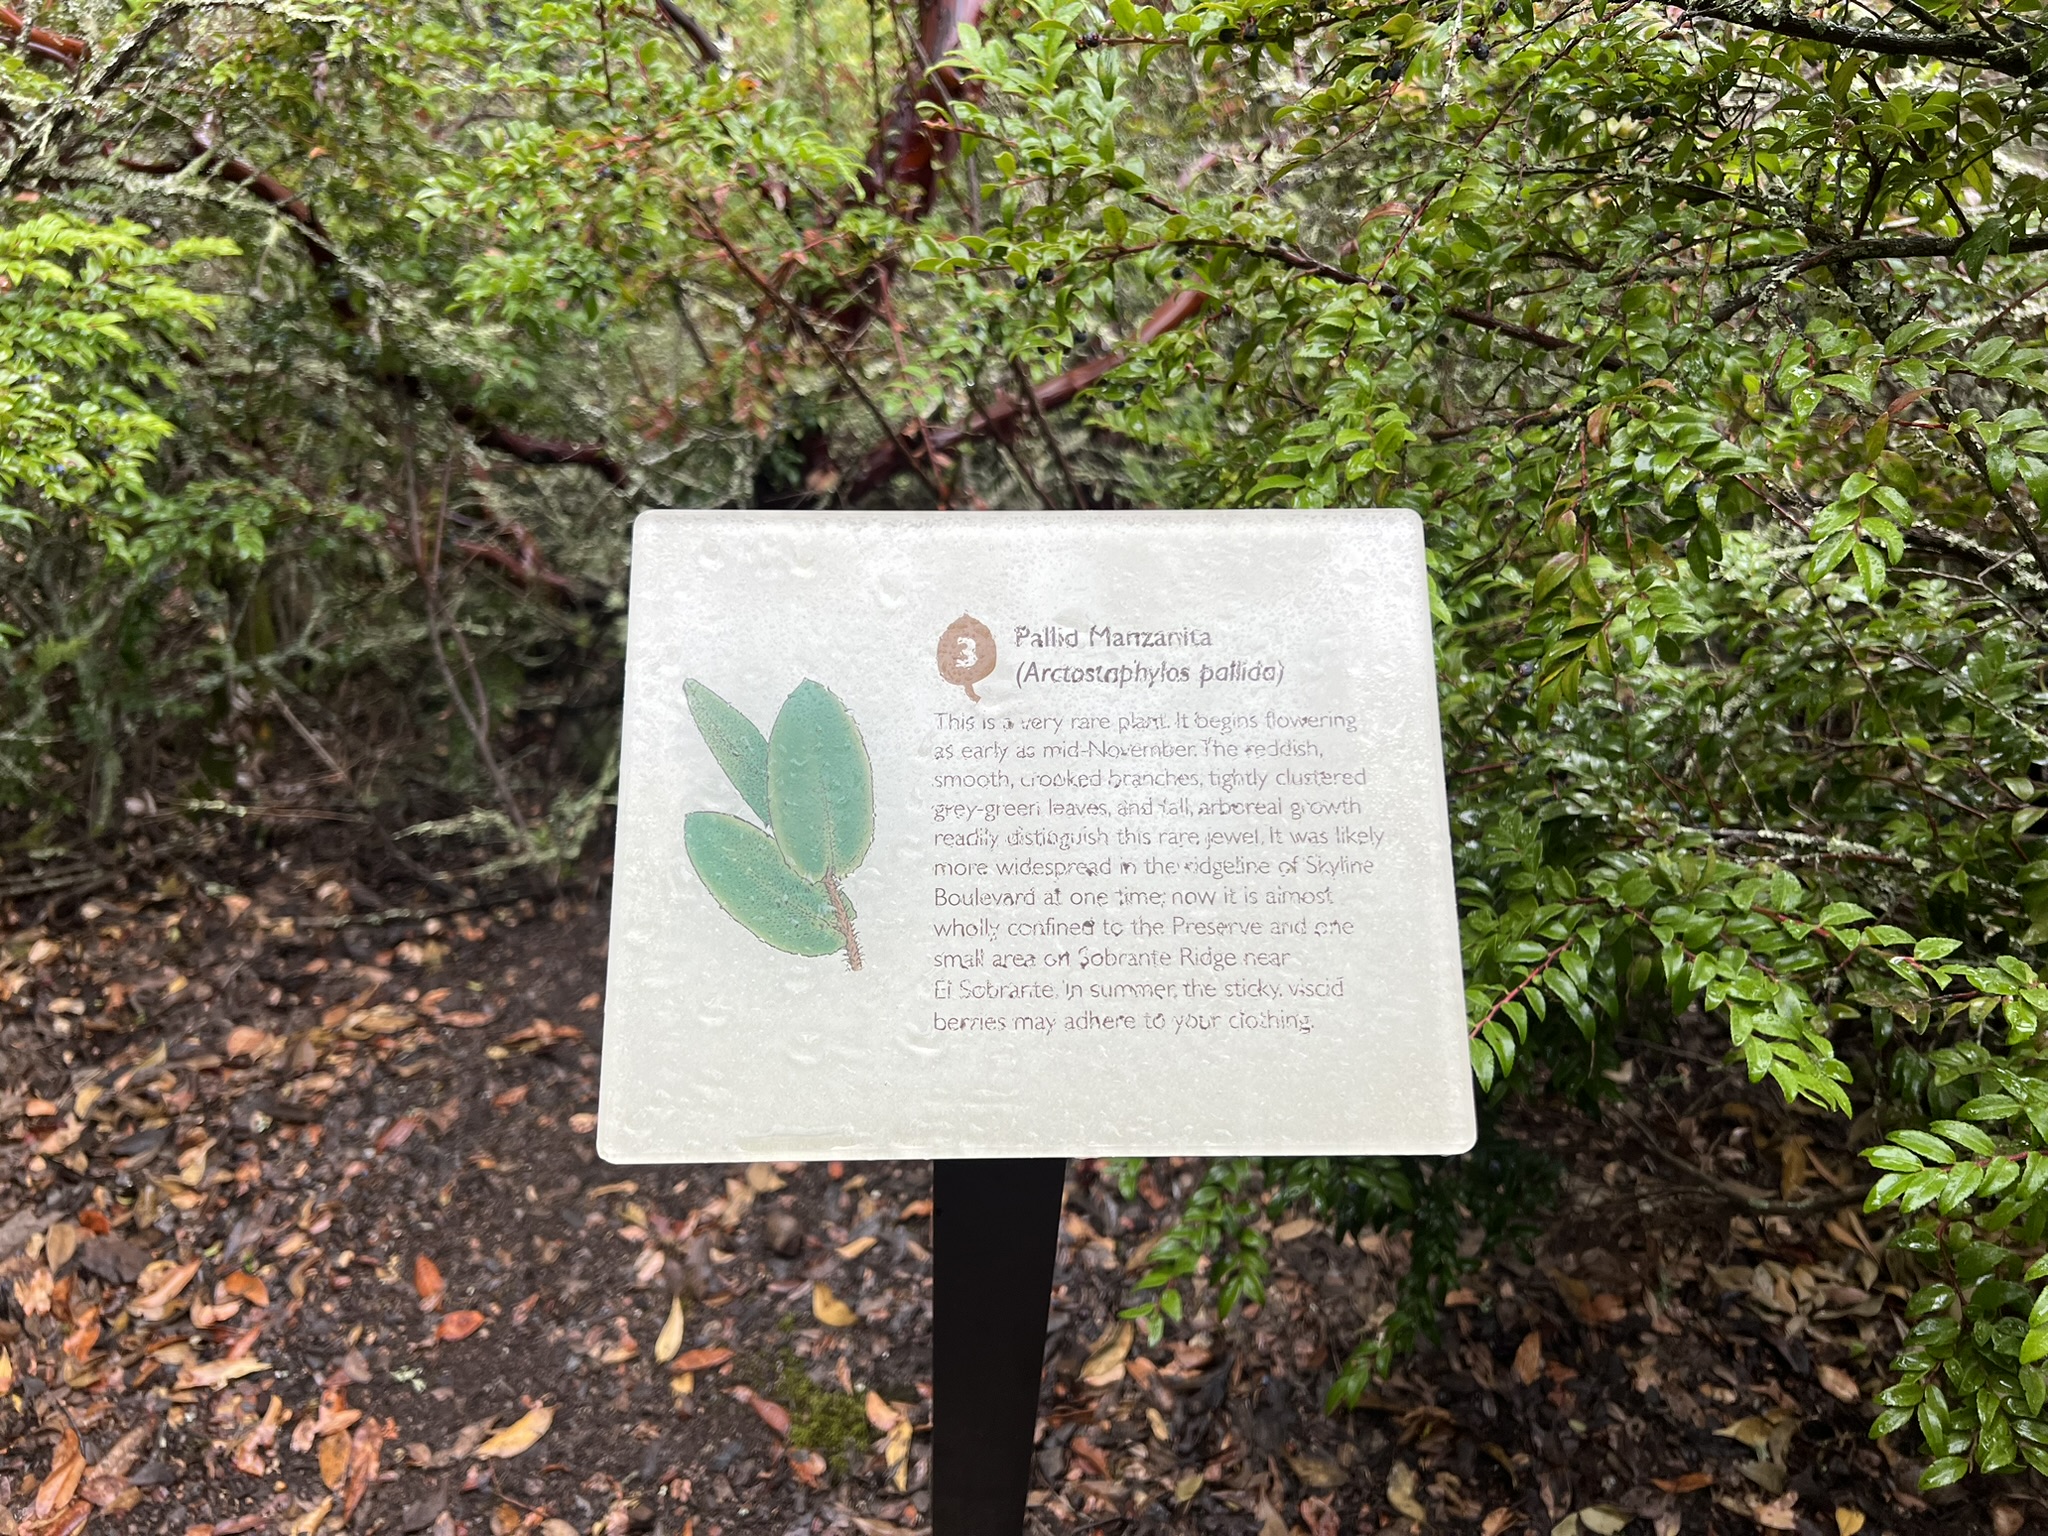 3
Pallid Manzanita
(Arctostaphylos pallida)
This is a very rare plant. It begins flowering
as early as mid-November. The reddish,
smooth, crooked branches, tightly clustered
grey-green leaves, and tall, arboreal growth
readily distinguish this rare jewel. It was likely
more widespread in the ridgeline of Skyline
Boulevard at one time; now it is almost
wholly confined to the Preserve and one
small area on Sobrante Ridge near
El Sobrante. In summer, the sticky, viscid
berries may adhere to your clothing.